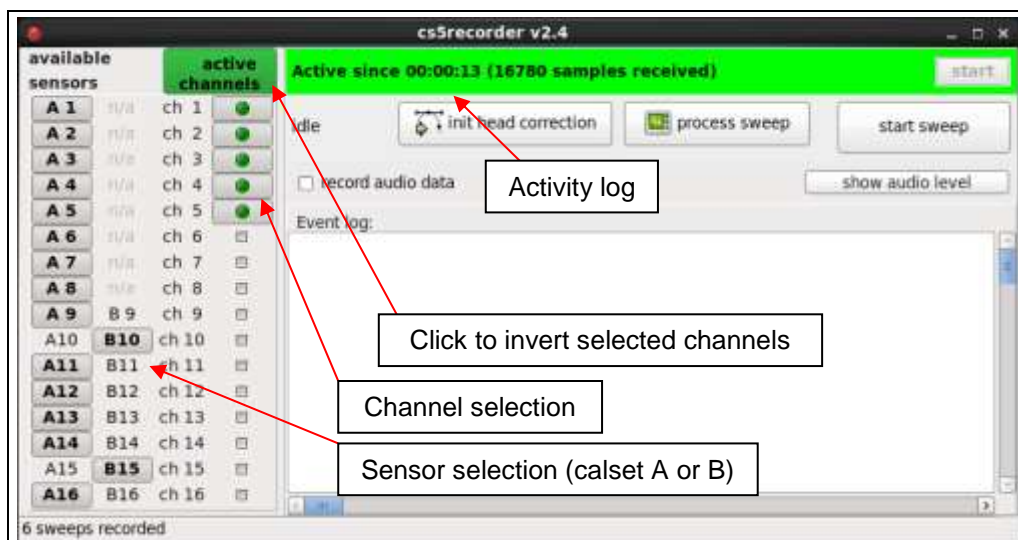 cs5recorder v2.4
available sensors
active channels
Active since 00:00:13 (16780 samples received)
start
A 1 n/a ch 1
A 2 n/a ch 2
A 3 n/a ch 3
A 4 n/a ch 4
A 5 n/a ch 5
A 6 n/a ch 6
A 7 n/a ch 7
A 8 n/a ch 8
A 9 B 9 ch 9
A10 B10 ch 10
A11 B11 ch 11
A12 B12 ch 12
A13 B13 ch 13
A14 B14 ch 14
A15 B15 ch 15
A16 B16 ch 16
idle
init head correction
process sweep
start sweep
record audio data
show audio level
Activity log
Event log:
Click to invert selected channels
Channel selection
Sensor selection (calset A or B)
6 sweeps recorded